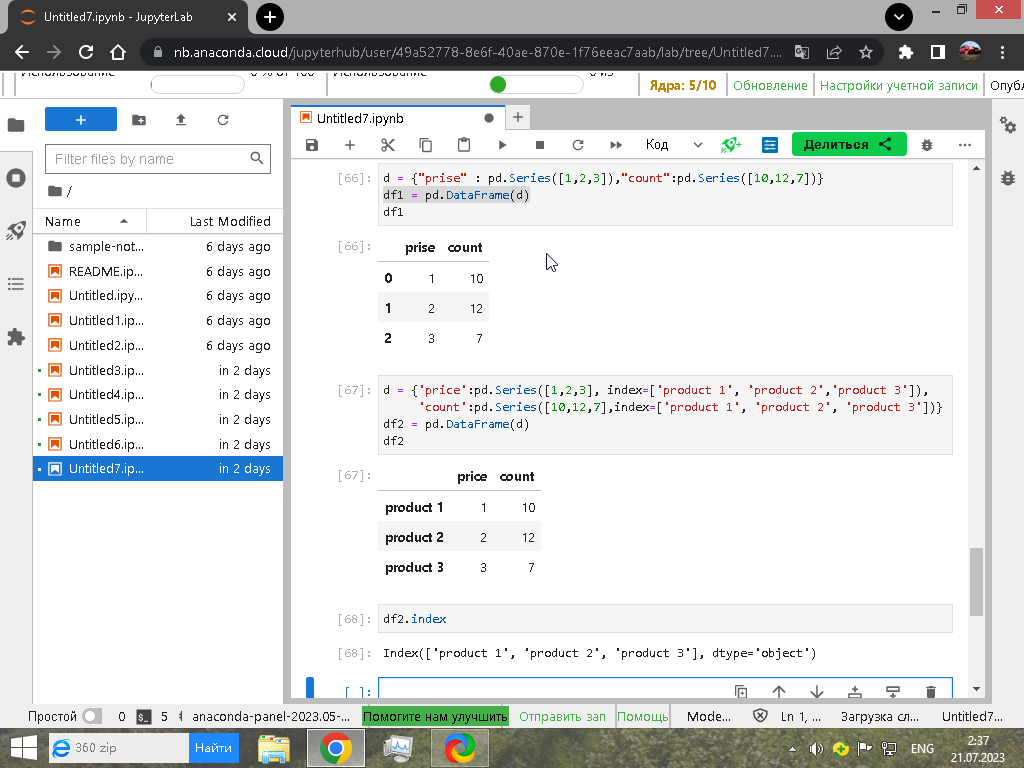 Untitled7.ipynb - JupyterLab
nb.anaconda.cloud/jupyterhub/user/49a52778-8e6f-40ae-870e-1f76eeac7aab/lab/tree/Untitled7....
Использование 0 % от 100 Использование 0 из
Ядра: 5/10 Обновление Настройки учетной записи Опубл
Untitled7.ipynb
Filter files by name
Код Делиться
/
Name Last Modified
sample-not... 6 days ago
README.ip... 6 days ago
Untitled.ipy... 6 days ago
Untitled1.ip... 6 days ago
Untitled2.ip... 6 days ago
Untitled3.ip... in 2 days
Untitled4.ip... in 2 days
Untitled5.ip... in 2 days
Untitled6.ip... in 2 days
Untitled7.ip... in 2 days
[66]: d = {"prise" : pd.Series([1,2,3]),"count":pd.Series([10,12,7])}
df1 = pd.DataFrame(d)
df1
[66]: prise count
0 1 10
1 2 12
2 3 7
[67]: d = {'price':pd.Series([1,2,3], index=['product 1', 'product 2','product 3']),
'count':pd.Series([10,12,7],index=['product 1', 'product 2', 'product 3'])}
df2 = pd.DataFrame(d)
df2
[67]: price count
product 1 1 10
product 2 2 12
product 3 3 7
[68]: df2.index
[68]: Index(['product 1', 'product 2', 'product 3'], dtype='object')
[ ]:
Простой 0 5 anaconda-panel-2023.05-... Помогите нам улучшить Отправить зап Помощь Mode... Ln 1, ... Загрузка сл... Untitled7...
360 zip Найти
ENG
2:37
21.07.2023